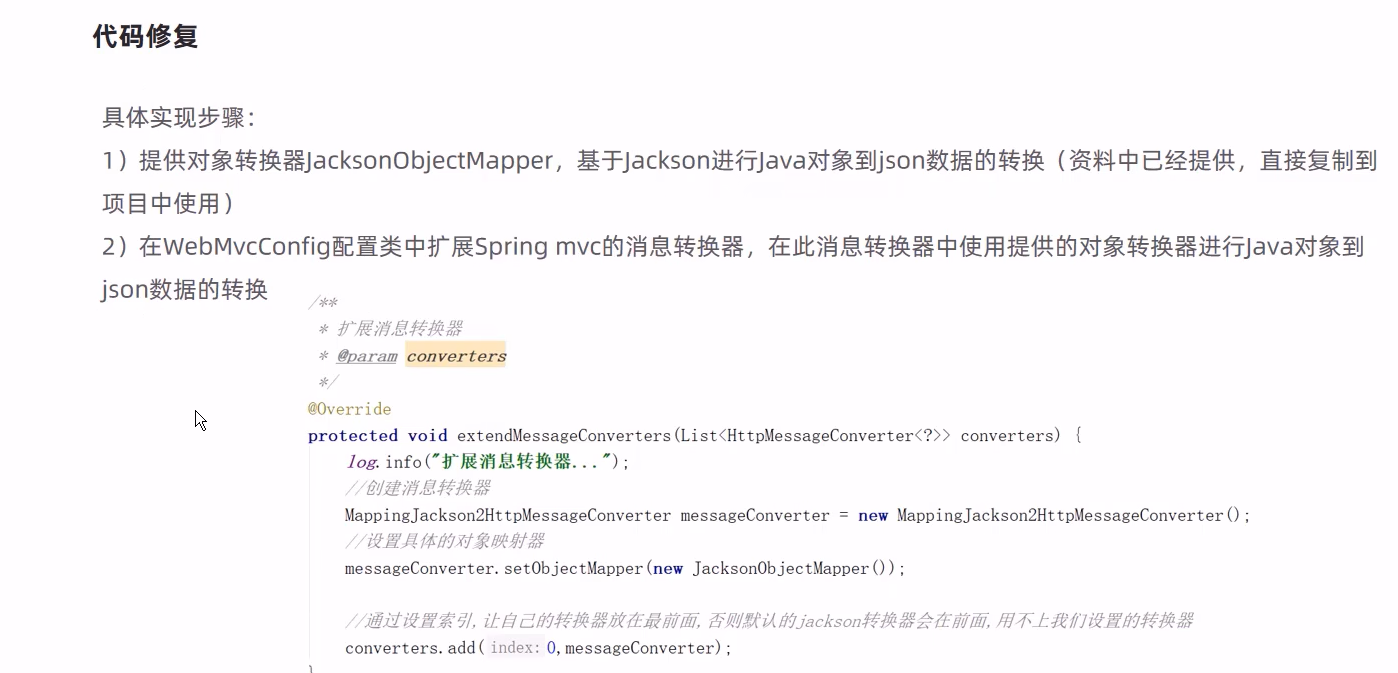 代码修复
具体实现步骤：
1）提供对象转换器JacksonObjectMapper，基于Jackson进行Java对象到json数据的转换（资料中已经提供，直接复制到
项目中使用）
2）在WebMvcConfig配置类中扩展Spring mvc的消息转换器，在此消息转换器中使用提供的对象转换器进行Java对象到
json数据的转换
/**
* 扩展消息转换器
* @param converters
*/
@Override
protected void extendMessageConverters(List<HttpMessageConverter<?>> converters) {
log.info("扩展消息转换器...");
//创建消息转换器
MappingJackson2HttpMessageConverter messageConverter = new MappingJackson2HttpMessageConverter();
//设置具体的对象映射器
messageConverter.setObjectMapper(new JacksonObjectMapper());
//通过设置索引,让自己的转换器放在最前面,否则默认的jackson转换器会在前面,用不上我们设置的转换器
converters.add( index: 0,messageConverter);
}